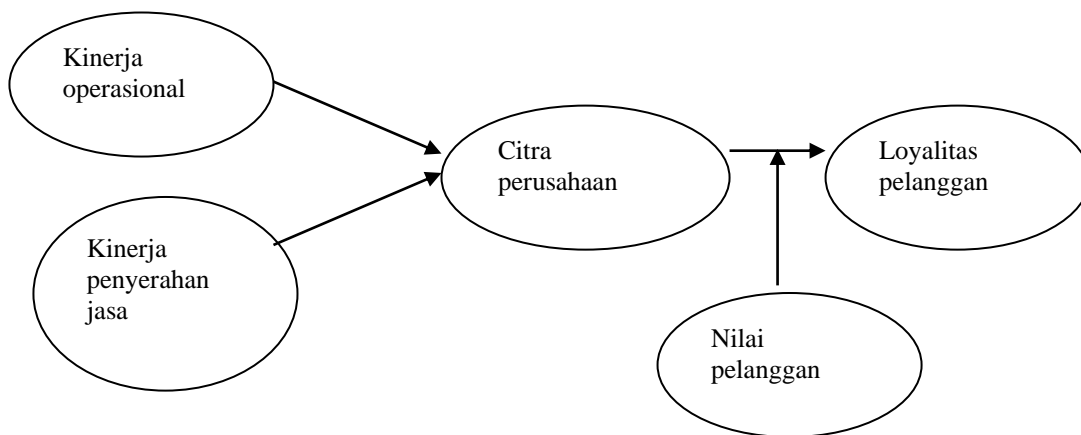 Kinerja
operasional
Kinerja
penyerahan
jasa
Citra
perusahaan
Loyalitas
pelanggan
Nilai
pelanggan